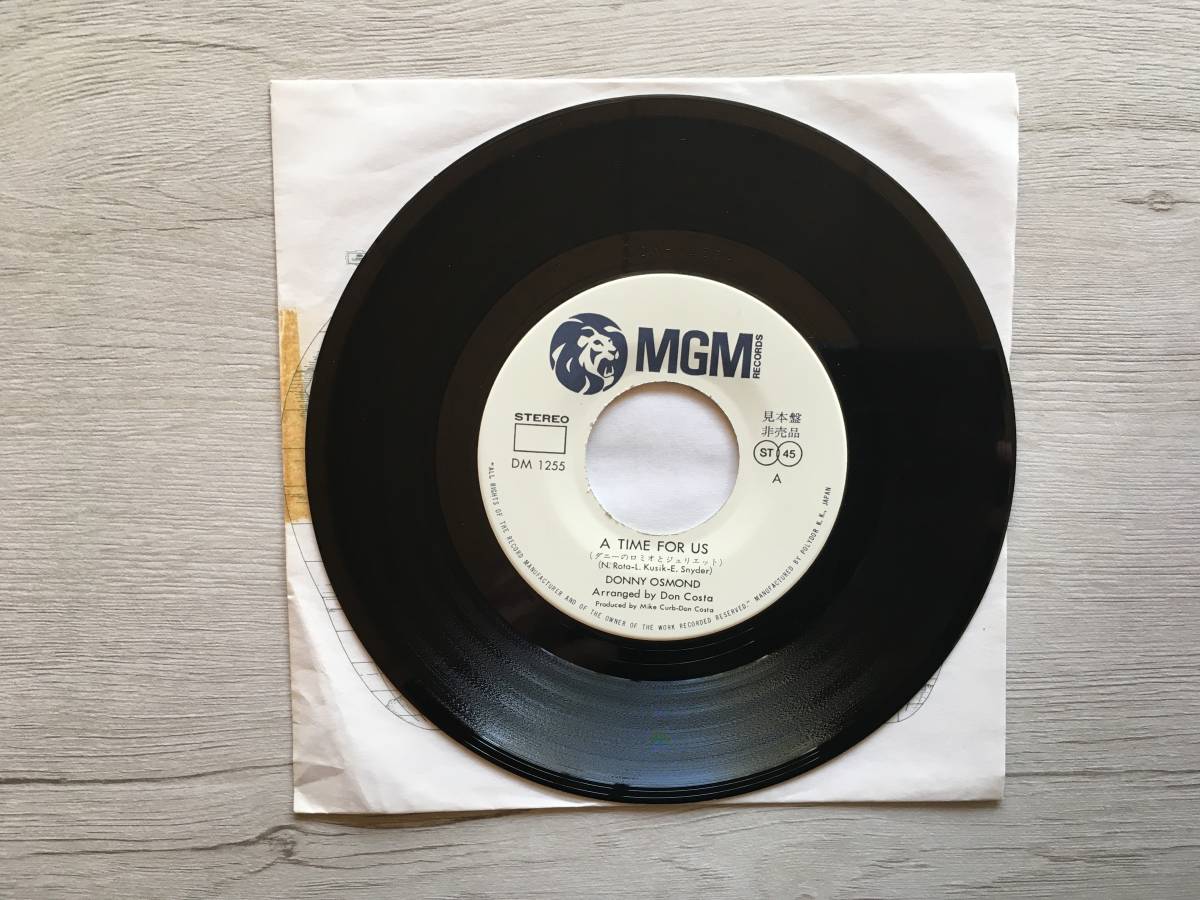 MGM
RECORDS
STEREO
DM 1255
見本盤
非売品
ST 45
A
A TIME FOR US
(ダニーのロミオとジュリエット)
(N. Rota-L. Kusik-E. Snyder)
DONNY OSMOND
Arranged by Don Costa
Produced by Mike Curb-Don Costa
"ALL RIGHTS OF THE RECORD MANUFACTURER AND OF THE OWNER OF THE WORK RECORDED RESERVED." MANUFACTURED BY POLYDOR K.K., JAPAN